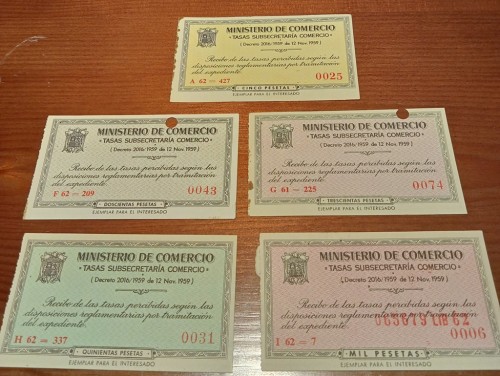 MINISTERIO DE COMERCIO
•TASAS SUBSECRETARÍA COMERCIO•
(Decreto 2016/1959 de 12 Nov. 1959)
Recibo de las tasas percibidas según las
disposiciones reglamentarias por tramitación
del expediente.
A 62 — 427
0025
CINCO PESETAS
EJEMPLAR PARA EL INTERESADO
MINISTERIO DE COMERCIO
•TASAS SUBSECRETARÍA COMERCIO•
(Decreto 2016/1959 de 12 Nov. 1959)
Recibo de las tasas percibidas según las
disposiciones reglamentarias por tramitación
del expediente.
F 62 — 209
0043
DOSCIENTAS PESETAS
EJEMPLAR PARA EL INTERESADO
MINISTERIO DE COMERCIO
•TASAS SUBSECRETARÍA COMERCIO•
(Decreto 2016/1959 de 12 Nov. 1959)
Recibo de las tasas percibidas según las
disposiciones reglamentarias por tramitación
del expediente.
G 61 — 225
0074
TRESCIENTAS PESETAS
EJEMPLAR PARA EL INTERESADO
MINISTERIO DE COMERCIO
•TASAS SUBSECRETARÍA COMERCIO•
(Decreto 2016/1959 de 12 Nov. 1959)
Recibo de las tasas percibidas según las
disposiciones reglamentarias por tramitación
del expediente.
H 62 — 337
0031
QUINIENTAS PESETAS
EJEMPLAR PARA EL INTERESADO
MINISTERIO DE COMERCIO
•TASAS SUBSECRETARÍA COMERCIO•
(Decreto 2016/1959 de 12 Nov. 1959)
Recibo de las tasas percibidas según las
disposiciones reglamentarias por tramitación
del expediente.
62
I 62 — 7
0006
MIL PESETAS
EJEMPLAR PARA EL INTERESADO